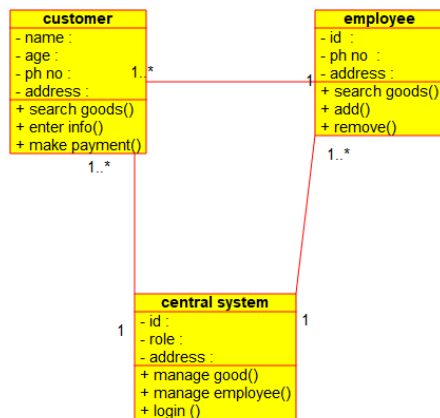 customer
- name :
- age :
- ph no :
- address :
+ search goods()
+ enter info()
+ make payment()
employee
- id :
- ph no :
- address :
+ search goods()
+ add()
+ remove()
1..*
1
1..*
1..*
1
1
central system
- id :
- role :
- address :
+ manage good()
+ manage employee()
+ login ()